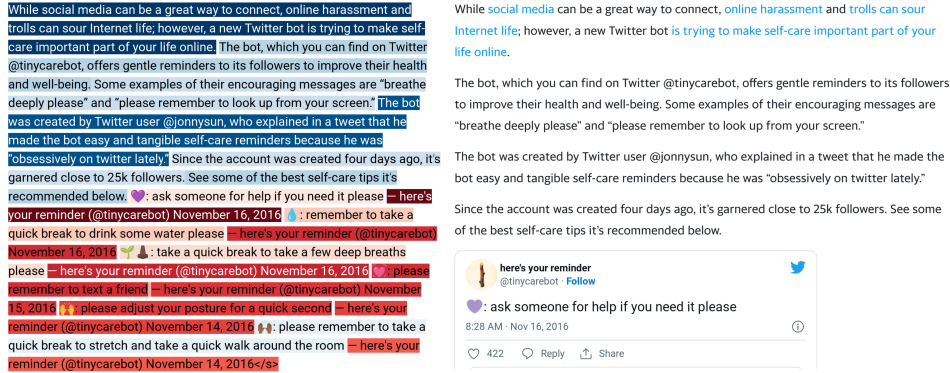 While social media can be a great way to connect, online harassment and
trolls can sour Internet life; however, a new Twitter bot is trying to make self-
care important part of your life online. The bot, which you can find on Twitter
@tinycarebot, offers gentle reminders to its followers to improve their health
and well-being. Some examples of their encouraging messages are “breathe
deeply please” and “please remember to look up from your screen.” The bot
was created by Twitter user @jonnysun, who explained in a tweet that he
made the bot easy and tangible self-care reminders because he was
“obsessively on twitter lately.” Since the account was created four days ago, it's
garnered close to 25k followers. See some of the best self-care tips it's
recommended below. 💜: ask someone for help if you need it please — here's
your reminder (@tinycarebot) November 16, 2016 💧: remember to take a
quick break to drink some water please — here's your reminder (@tinycarebot)
November 16, 2016 🌱👃🏿: take a quick break to take a few deep breaths
please — here's your reminder (@tinycarebot) November 16, 2016 💓: please
remember to text a friend — here's your reminder (@tinycarebot) November
15, 2016 🙌: please adjust your posture for a quick second — here's your
reminder (@tinycarebot) November 14, 2016 🙌🏾: please remember to take a
quick break to stretch and take a quick walk around the room — here's your
reminder (@tinycarebot) November 14, 2016</s>
While social media can be a great way to connect, online harassment and trolls can sour
Internet life; however, a new Twitter bot is trying to make self-care important part of your
life online.
The bot, which you can find on Twitter @tinycarebot, offers gentle reminders to its followers
to improve their health and well-being. Some examples of their encouraging messages are
“breathe deeply please” and “please remember to look up from your screen.”
The bot was created by Twitter user @jonnysun, who explained in a tweet that he made the
bot easy and tangible self-care reminders because he was “obsessively on twitter lately.”
Since the account was created four days ago, it’s garnered close to 25k followers. See some
of the best self-care tips it’s recommended below.
here's your reminder
@tinycarebot · Follow
💜: ask someone for help if you need it please
8:28 AM · Nov 16, 2016
422 Reply Share